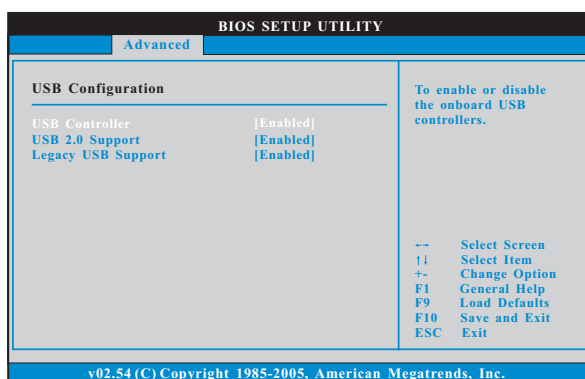 BIOS SETUP UTILITY
Advanced
USB Configuration
USB Controller [Enabled]
USB 2.0 Support [Enabled]
Legacy USB Support [Enabled]
To enable or disable
the onboard USB
controllers.
←→ Select Screen
↑↓ Select Item
+- Change Option
F1 General Help
F9 Load Defaults
F10 Save and Exit
ESC Exit
v02.54 (C) Copyright 1985-2005, American Megatrends, Inc.